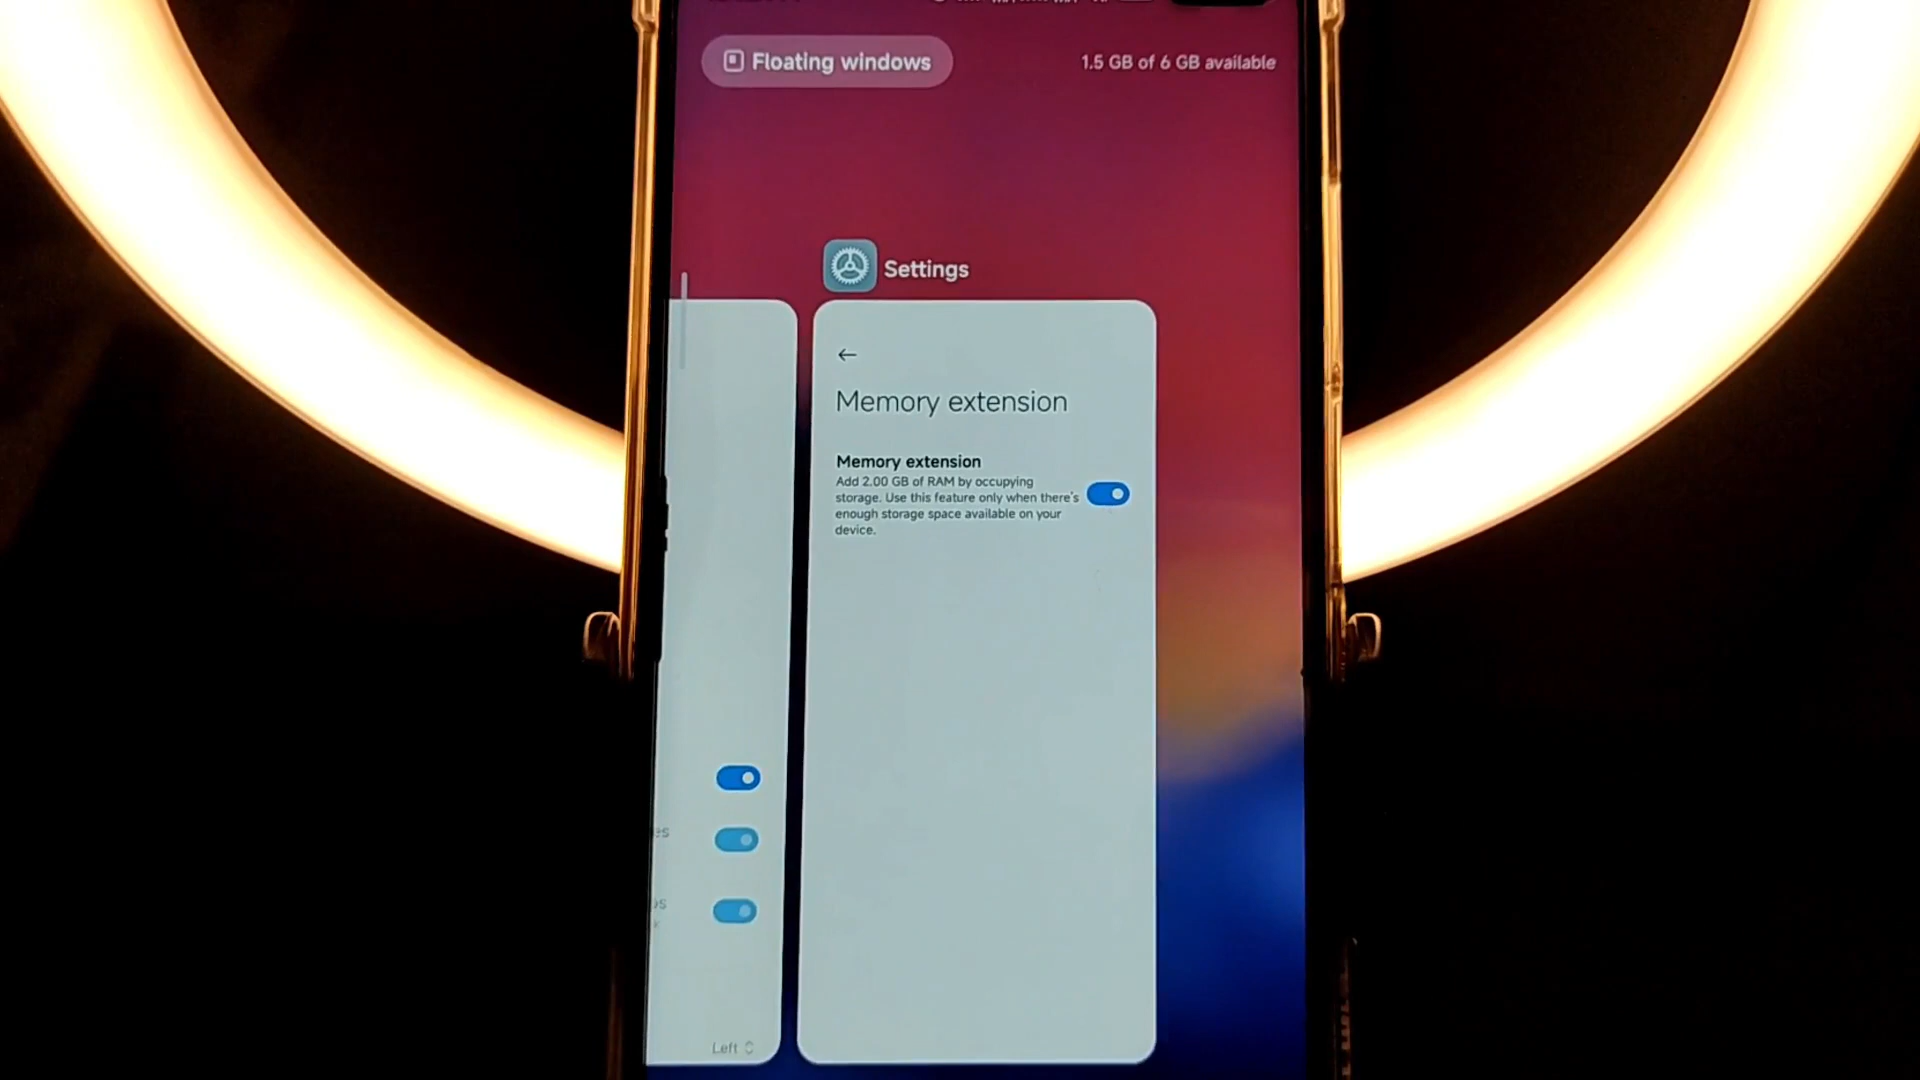 Floating windows
1.5 GB of 6 GB available
Settings
Memory extension
Memory extension
Add 2.00 GB of RAM by occupying
storage. Use this feature only when there's
enough storage space available on your
device.
es
Left